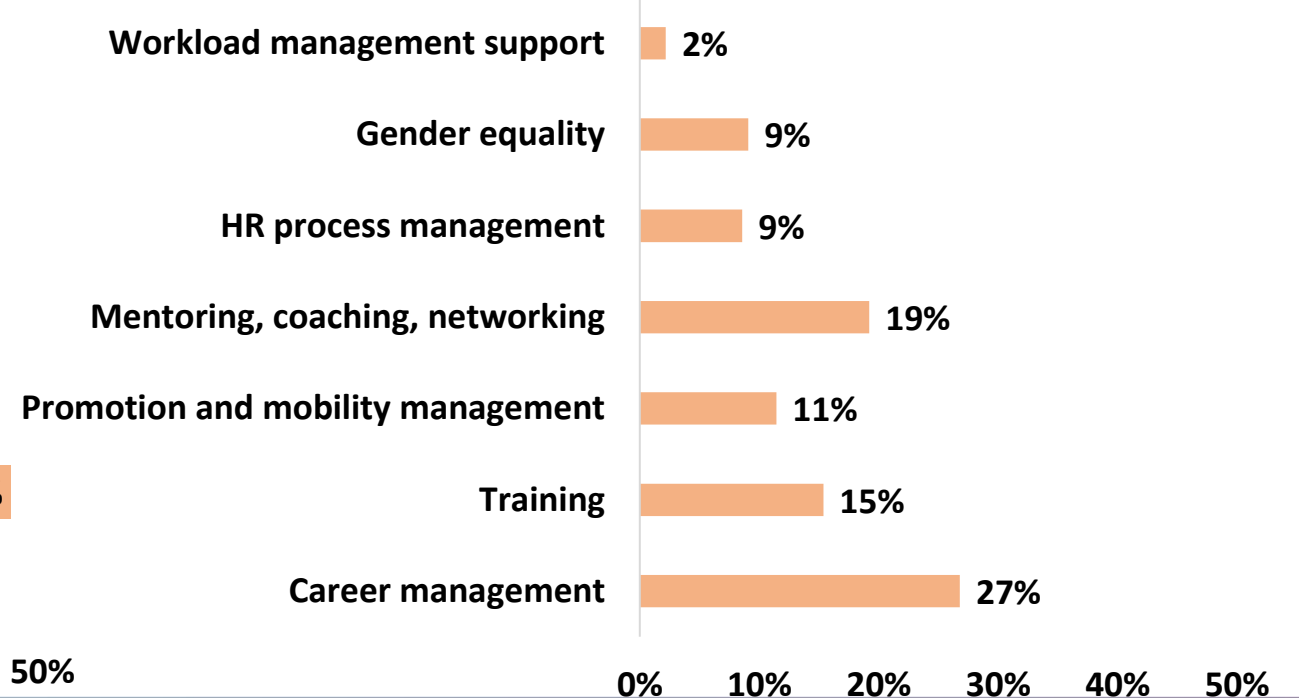 Workload management support 2%
Gender equality 9%
HR process management 9%
Mentoring, coaching, networking 19%
Promotion and mobility management 11%
Training 15%
Career management 27%
50%
0% 10% 20% 30% 40% 50%